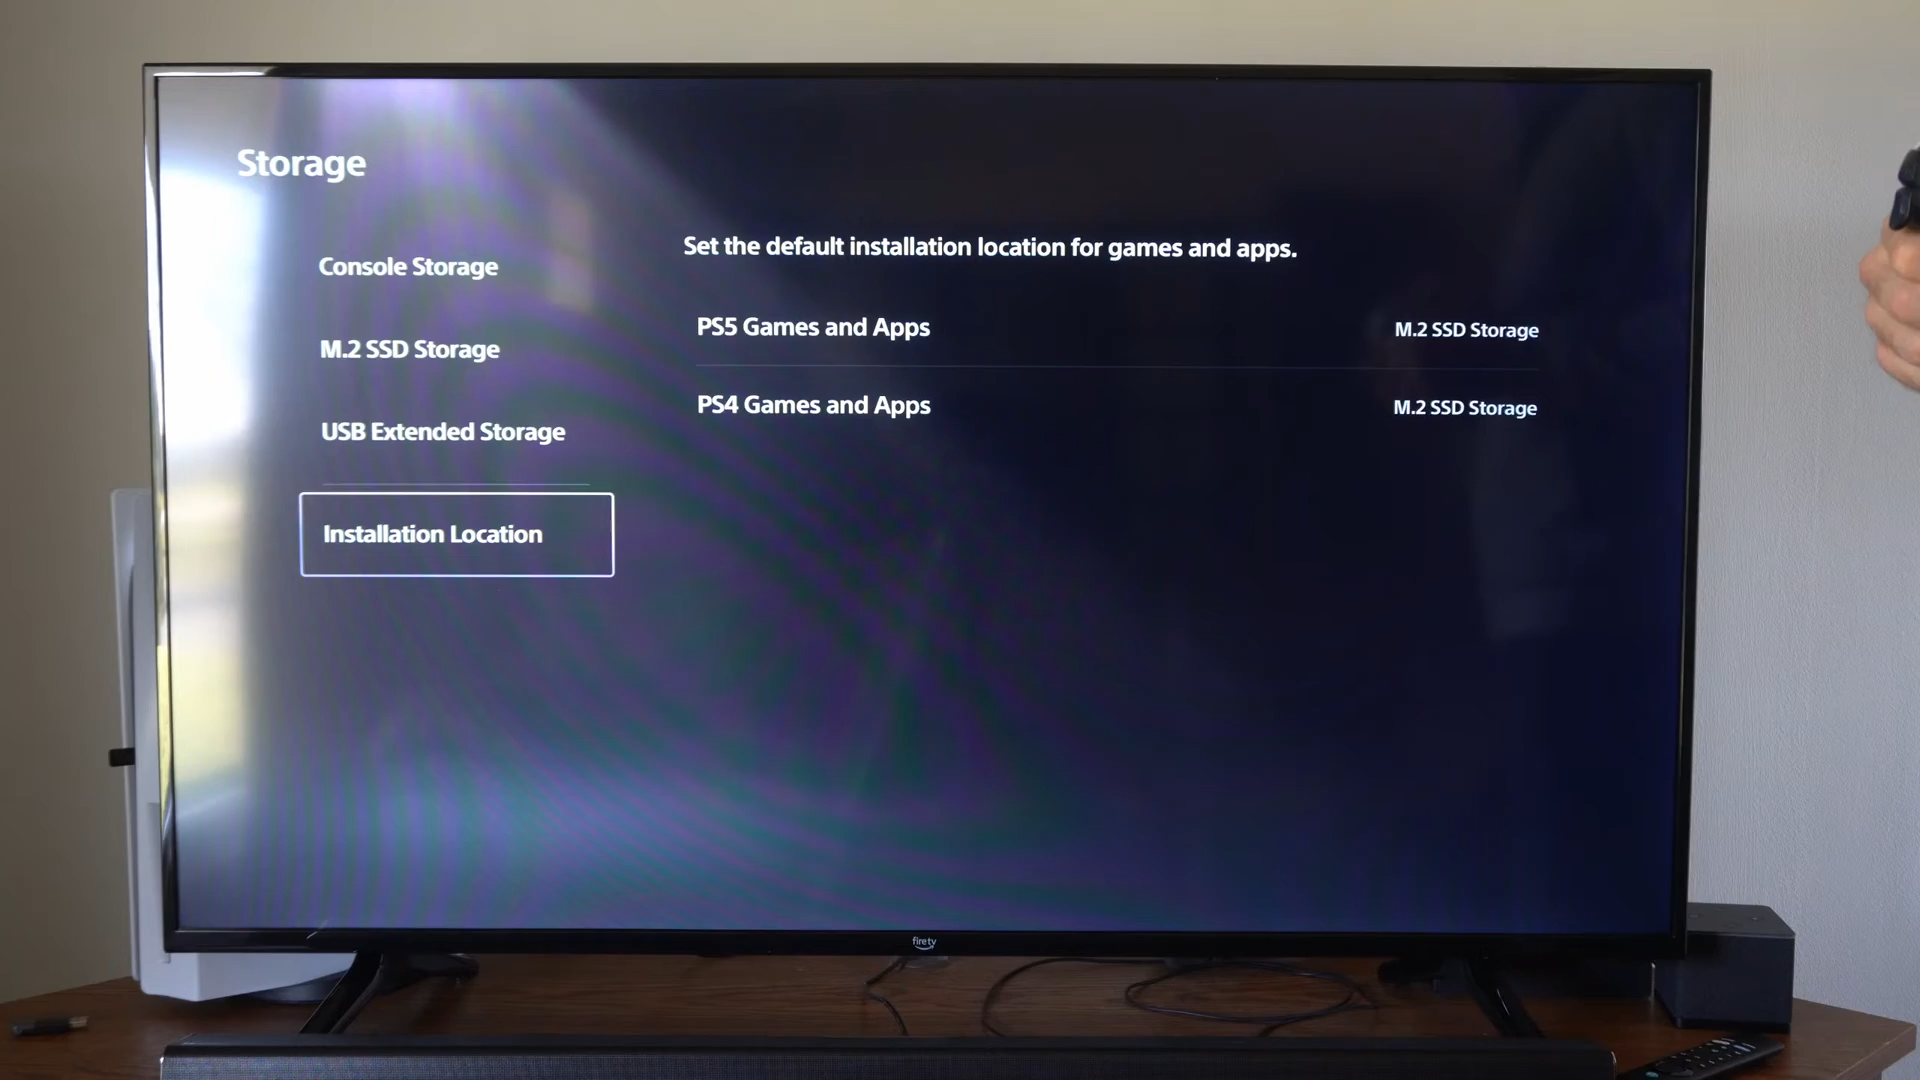 Storage
Console Storage
M.2 SSD Storage
USB Extended Storage
Installation Location
Set the default installation location for games and apps.
PS5 Games and Apps
M.2 SSD Storage
PS4 Games and Apps
M.2 SSD Storage
firetv